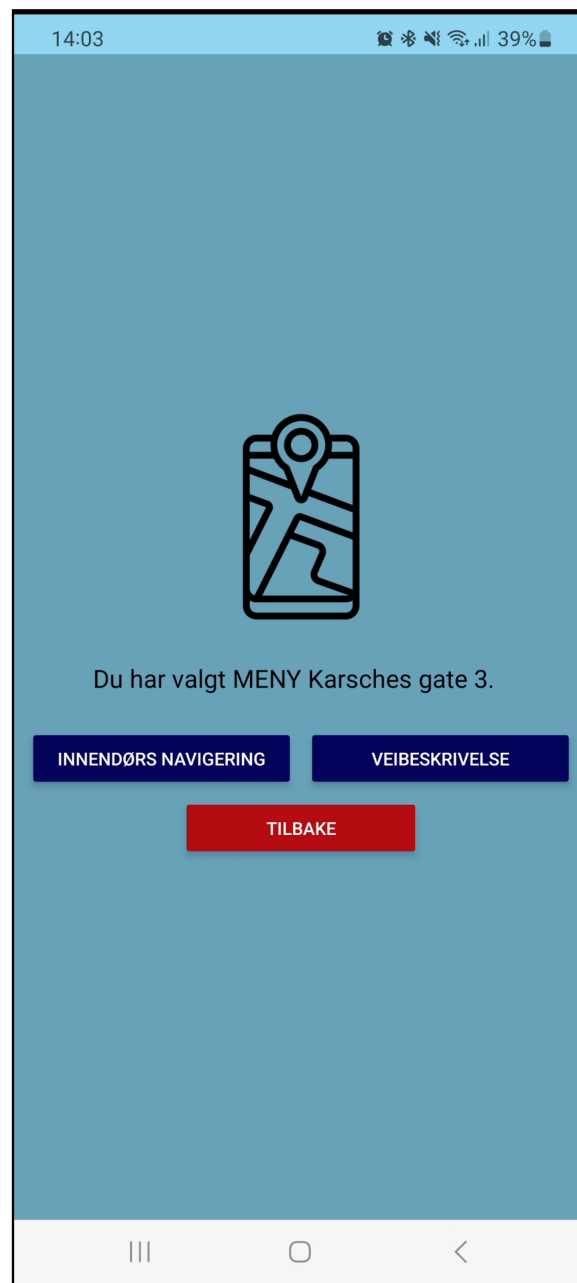 14:03 39%
Du har valgt MENY Karsches gate 3.
INNENDØRS NAVIGERING VEIBESKRIVELSE
TILBAKE